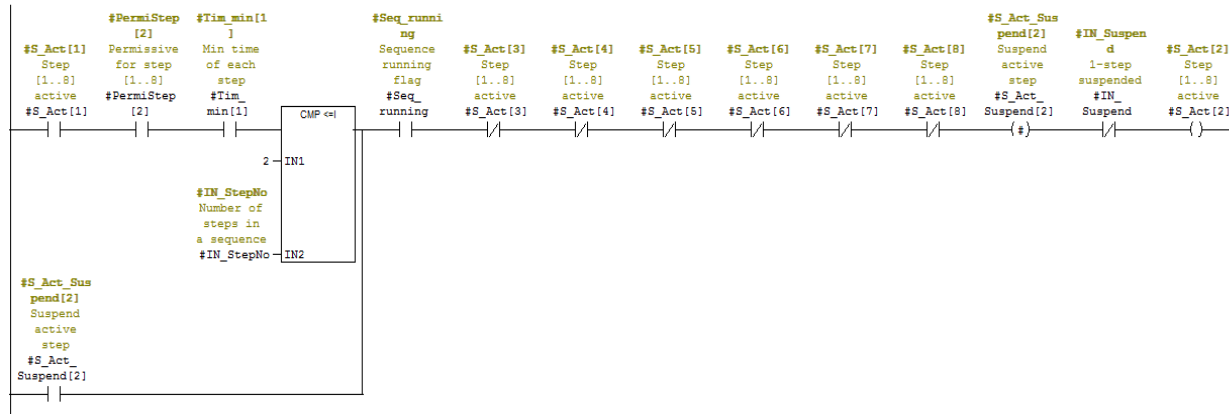 #S_Act[1]
Step
[1..8]
active
#S_Act[1]
#PermiStep
[2]
Permissive
for step
[1..8]
#PermiStep
[2]
#Tim_min[1
]
Min time
of each
step
#Tim_
min[1]
CMP <=I
2
IN1
#IN_StepNo
Number of
steps in
a sequence
#IN_StepNo
IN2
#Seq_runni
ng
Sequence
running
flag
#Seq_
running
#S_Act[3]
Step
[1..8]
active
#S_Act[3]
#S_Act[4]
Step
[1..8]
active
#S_Act[4]
#S_Act[5]
Step
[1..8]
active
#S_Act[5]
#S_Act[6]
Step
[1..8]
active
#S_Act[6]
#S_Act[7]
Step
[1..8]
active
#S_Act[7]
#S_Act[8]
Step
[1..8]
active
#S_Act[8]
#S_Act_Sus
pend[2]
Suspend
active
step
#S_Act_
Suspend[2]
#
#IN_Suspen
d
1-step
suspended
#IN_
Suspend
#S_Act[2]
Step
[1..8]
active
#S_Act[2]
#S_Act_Sus
pend[2]
Suspend
active
step
#S_Act_
Suspend[2]